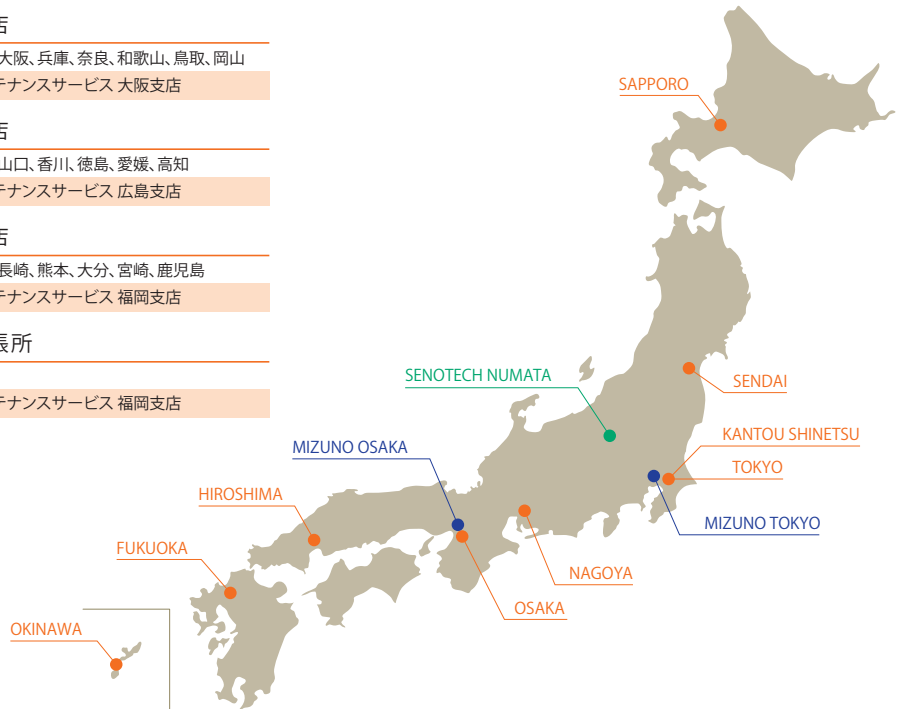 店
大阪、兵庫、奈良、和歌山、鳥取、岡山
テナンスサービス 大阪支店
店
山口、香川、徳島、愛媛、高知
テナンスサービス 広島支店
店
長崎、熊本、大分、宮崎、鹿児島
テナンスサービス 福岡支店
張所
テナンスサービス 福岡支店
SAPPORO
SENOTECH NUMATA
SENDAI
KANTOU SHINETSU
MIZUNO OSAKA
TOKYO
HIROSHIMA
MIZUNO TOKYO
FUKUOKA
NAGOYA
OSAKA
OKINAWA